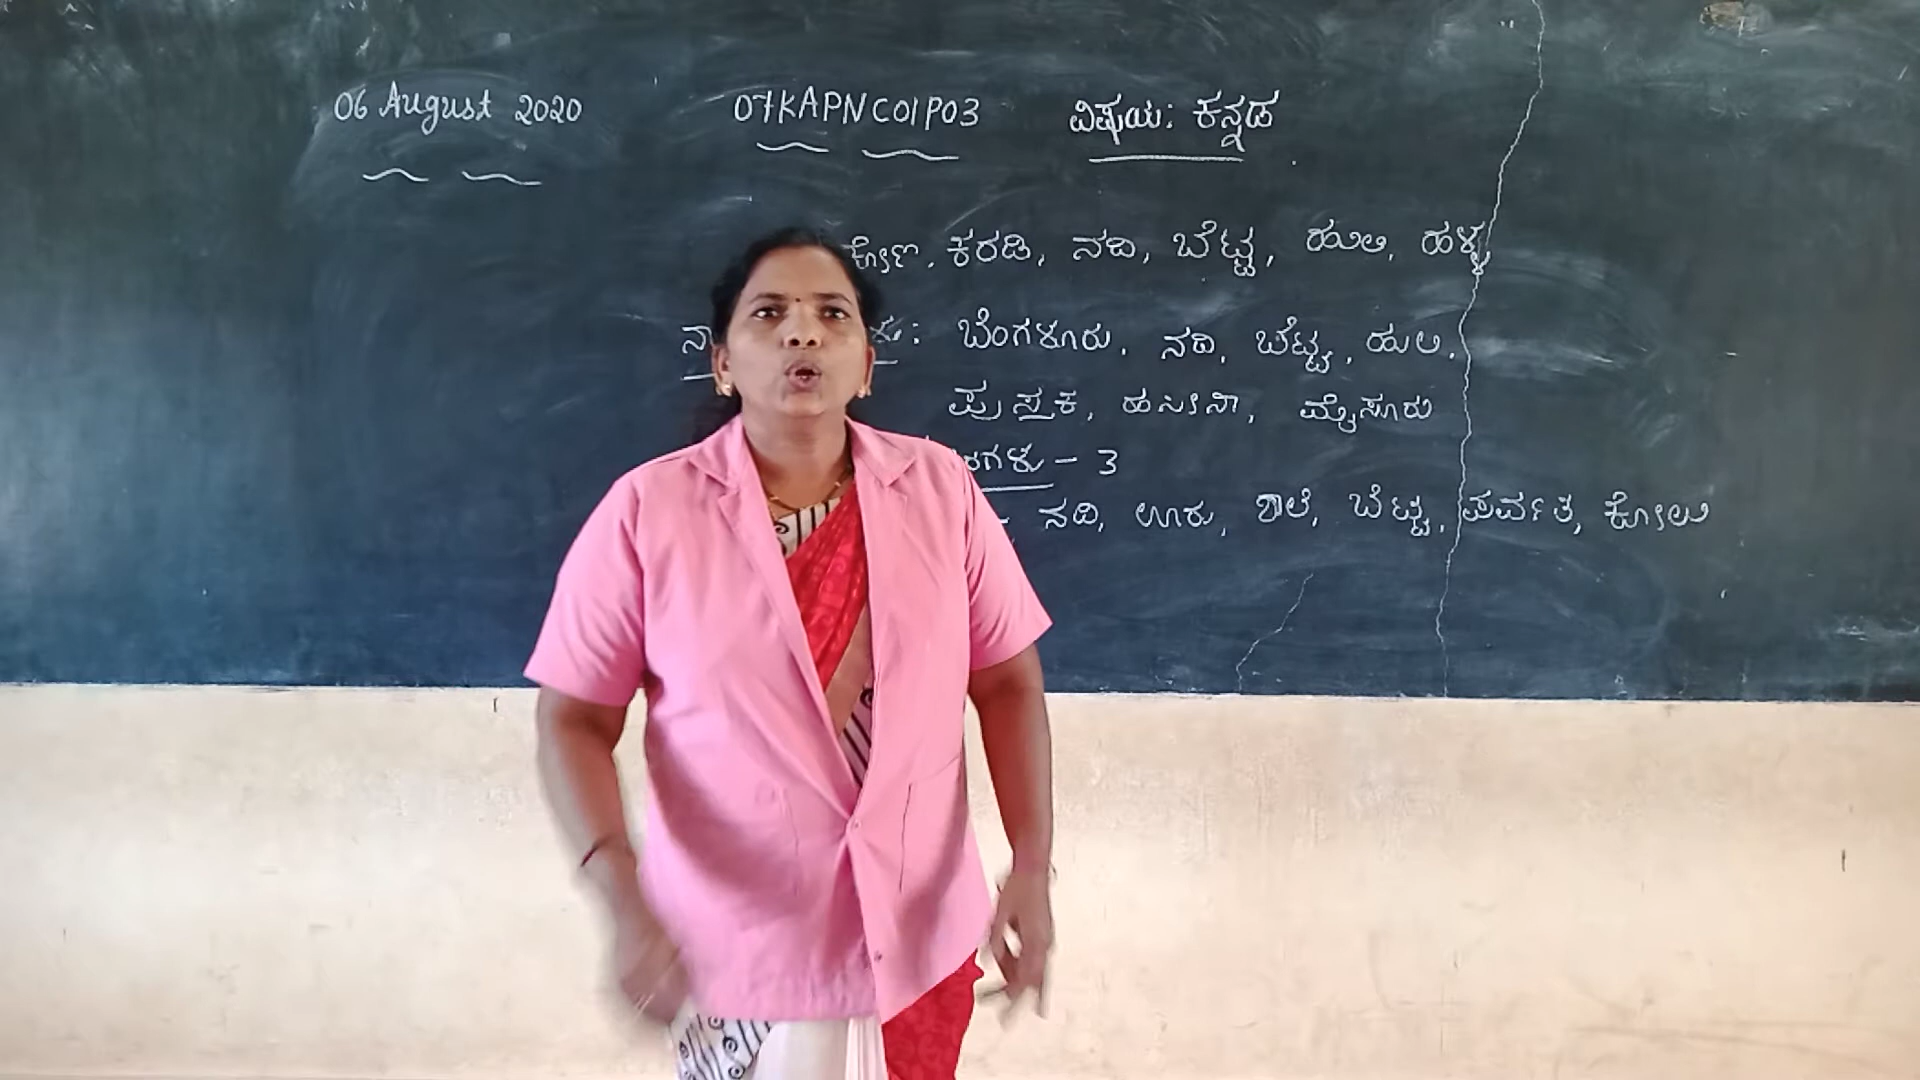 06 August 2020 07KAPNC01P03 ವಿಷಯ: ಕನ್ನಡ
ಕೋಣ. ಕರಡಿ, ನದಿ, ಬೆಟ್ಟ, ಹುಲಿ, ಹಳ್ಳ
ಬೆಂಗಳೂರು. ನದಿ, ಬೆಟ್ಟ, ಹುಲಿ.
ಪುಸ್ತಕ, ಹಸೀನಾ, ಮೈಸೂರು
- 3
- ನದಿ, ಊರು, ಶಾಲೆ, ಬೆಟ್ಟ, ಪರ್ವತ, ಕೋಲು